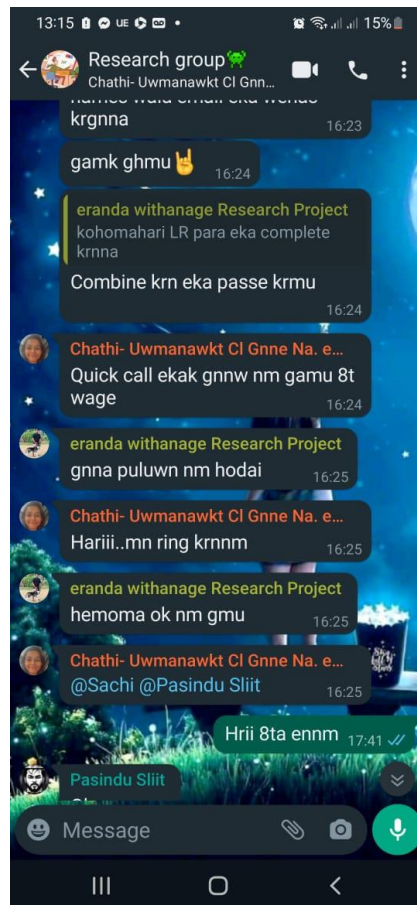 13:15 UE 15%
Research group
Chathi- Uwmanawkt Cl Gnn...
krgnna
16:23
gamk ghmu 16:24
eranda withanage Research Project
kohomahari LR para eka complete
krnna
Combine krn eka passe krmu
16:24
Chathi- Uwmanawkt Cl Gnne Na. e...
Quick call ekak gnnw nm gamu 8t
wage 16:24
eranda withanage Research Project
gnna puluwn nm hodai 16:25
Chathi- Uwmanawkt Cl Gnne Na. e...
Hariii..mn ring krnnm 16:25
eranda withanage Research Project
hemoma ok nm gmu 16:25
Chathi- Uwmanawkt Cl Gnne Na. e...
@Sachi @Pasindu Sliit 16:25
Hrii 8ta ennm 17:41
Pasindu Sliit
Message